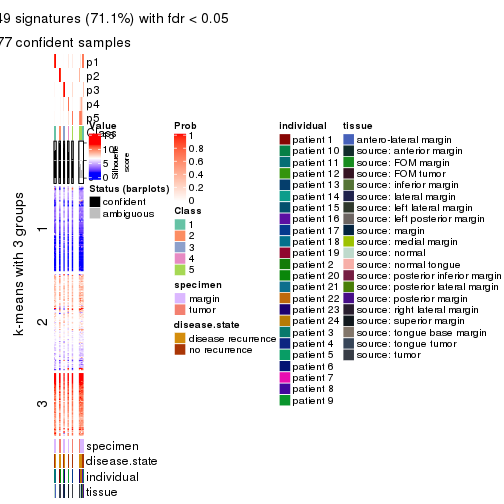 49 signatures (71.1%) with fdr < 0.05
77 confident samples
p1
p2
p3
p4
p5
Class
k-means with 3 groups
1
2
3
specimen
disease.state
individual
tissue
Value
15
10
5
0
Silhouette
score
Status (barplots)
confident
ambiguous
Prob
1
0.8
0.6
0.4
0.2
0
Class
1
2
3
4
5
specimen
margin
tumor
disease.state
disease recurrence
no recurrence
individual
patient 1
patient 10
patient 11
patient 12
patient 13
patient 14
patient 15
patient 16
patient 17
patient 18
patient 19
patient 2
patient 20
patient 21
patient 22
patient 23
patient 24
patient 3
patient 4
patient 5
patient 6
patient 7
patient 8
patient 9
tissue
antero-lateral margin
source: anterior margin
source: FOM margin
source: FOM tumor
source: inferior margin
source: lateral margin
source: left lateral margin
source: left posterior margin
source: margin
source: medial margin
source: normal
source: normal tongue
source: posterior inferior margin
source: posterior lateral margin
source: posterior margin
source: right lateral margin
source: superior margin
source: tongue base margin
source: tongue tumor
source: tumor